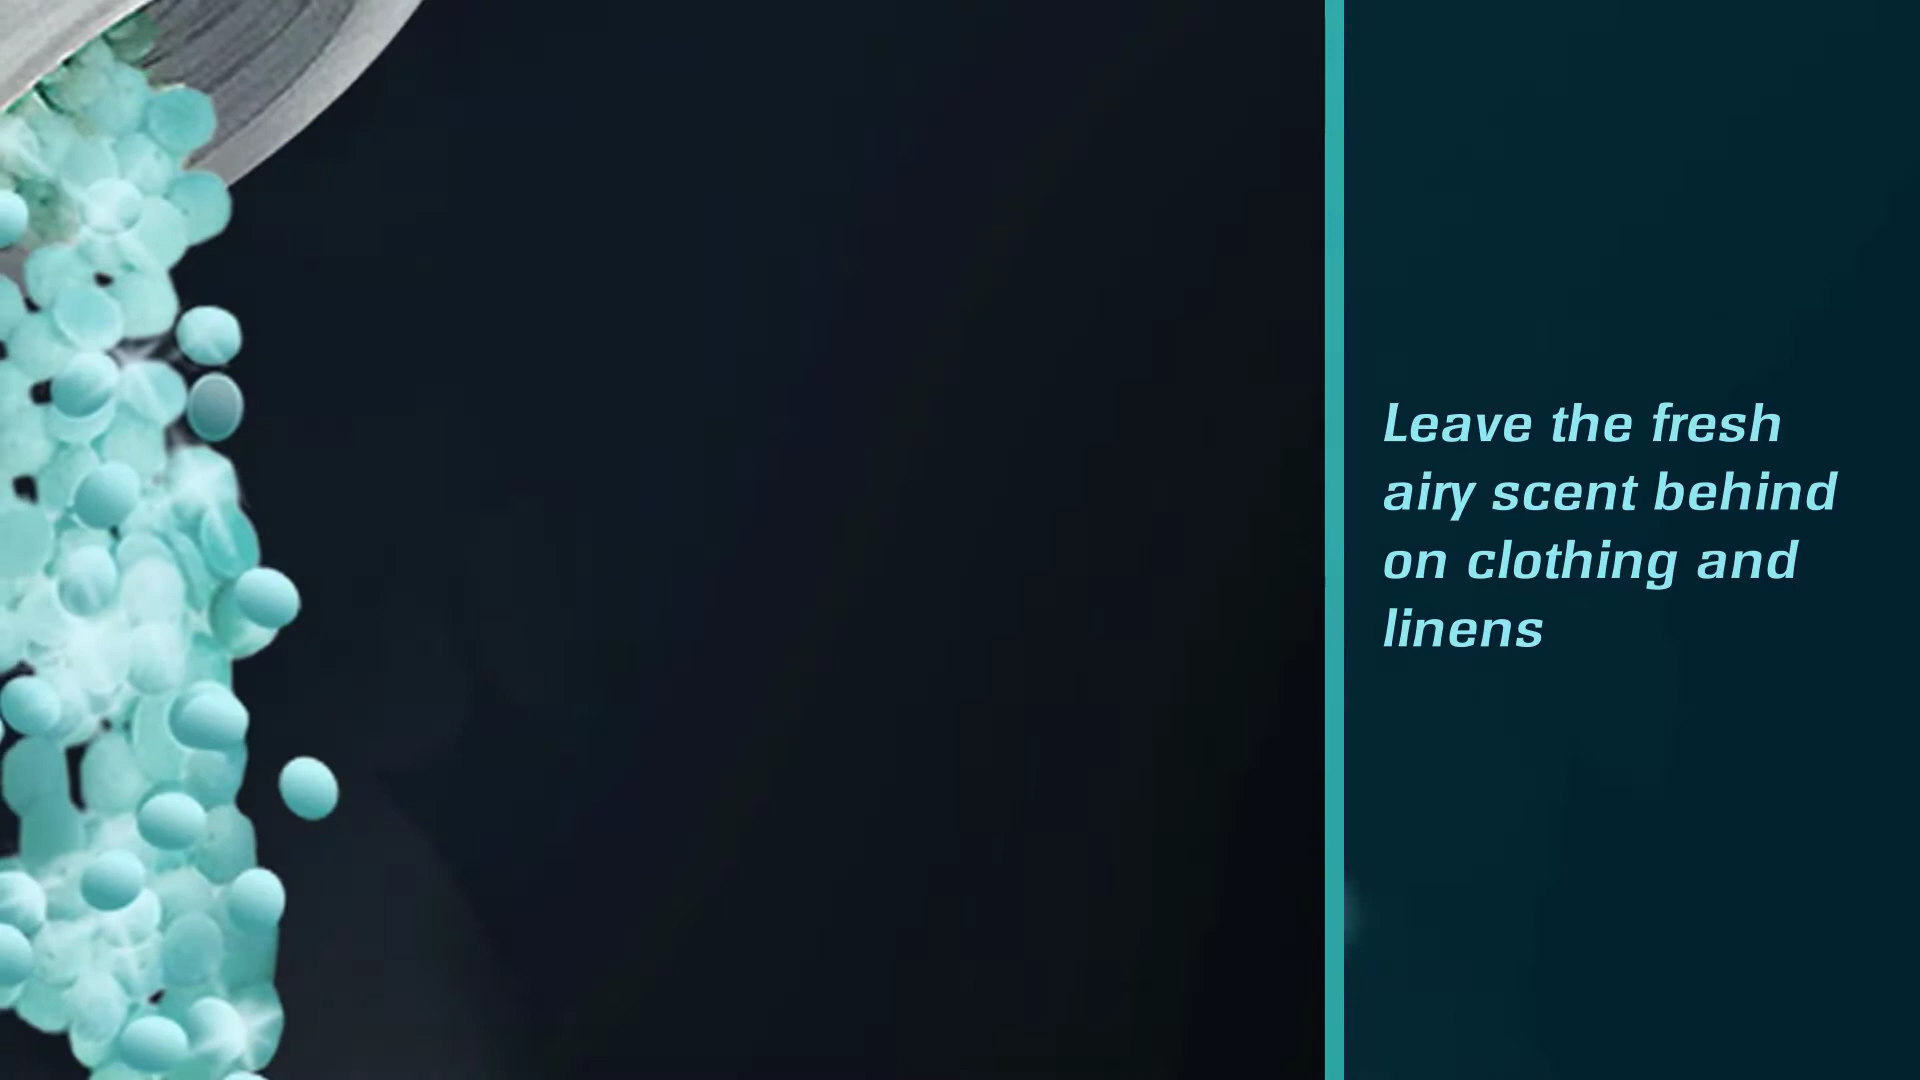 Leave the fresh
airy scent behind
on clothing and
linens